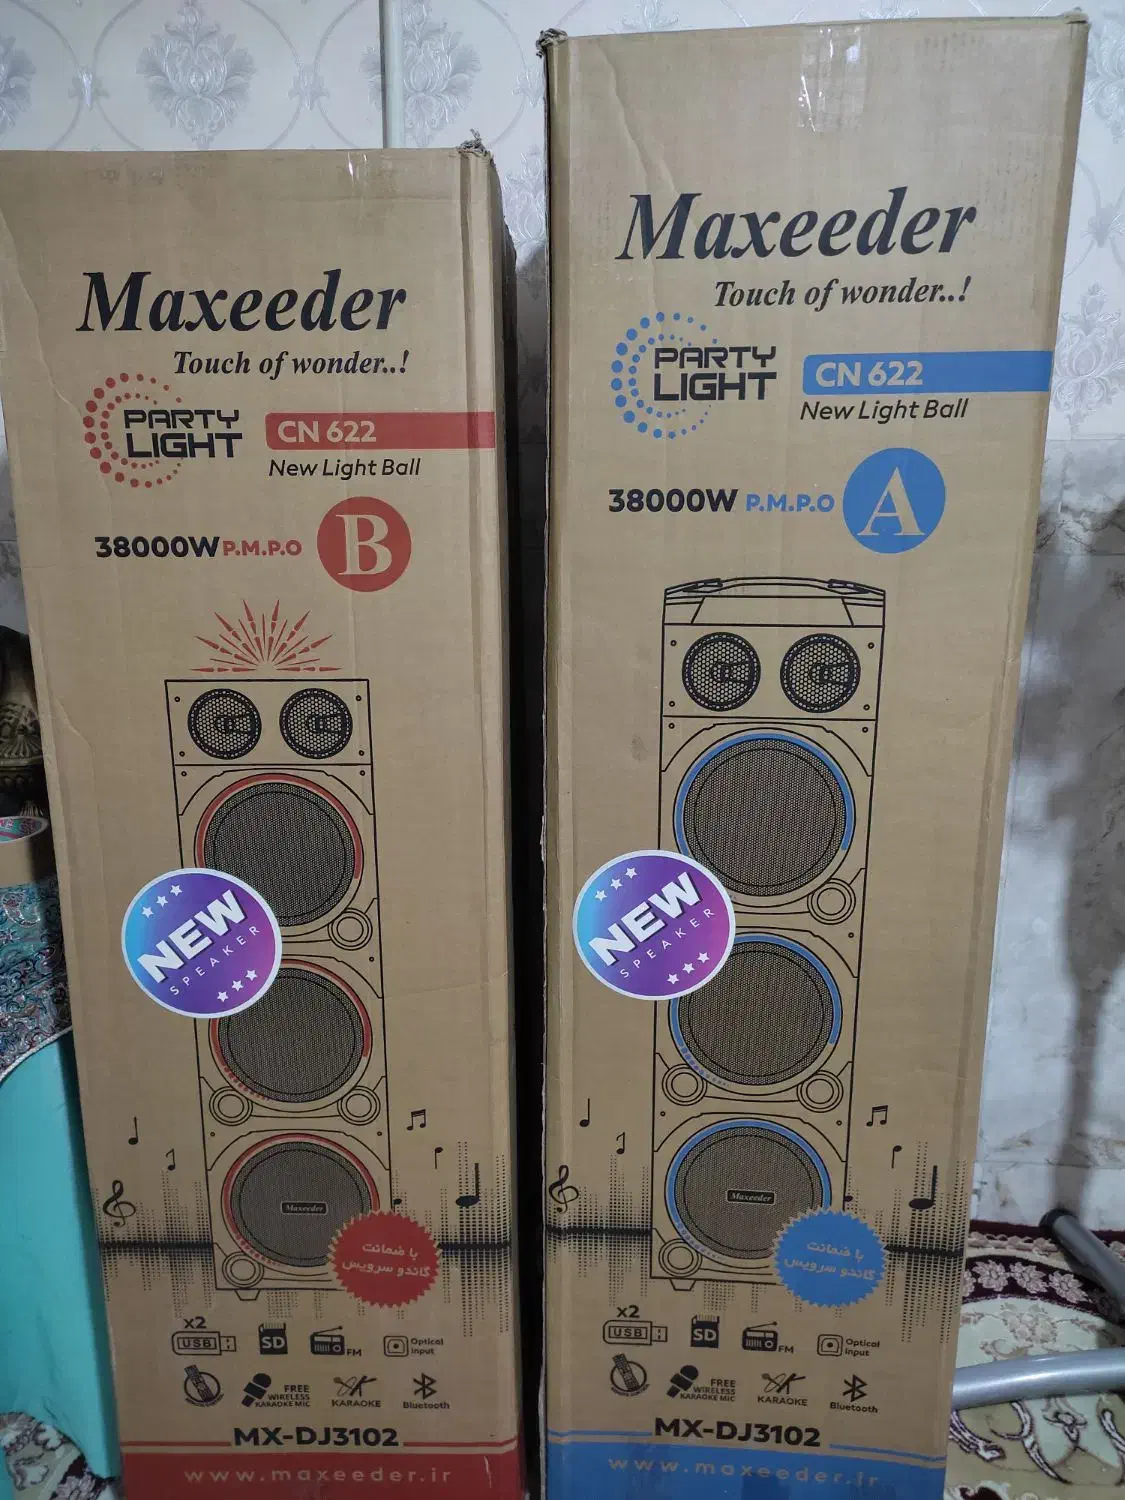 Maxeeder
Touch of wonder..!
PARTY
LIGHT
CN 622
New Light Ball
38000W P.M.P.O
B
NEW
SPEAKER
Maxeeder
با ضمانت
گاندو سرویس
x2
USB
SD
FM
Optical
input
FREE
WIRELESS
KARAOKE MIC
KARAOKE
Bluetooth
MX-DJ3102
www.maxeeder.ir
Maxeeder
Touch of wonder..!
PARTY
LIGHT
CN 622
New Light Ball
38000W P.M.P.O
A
NEW
SPEAKER
Maxeeder
با ضمانت
گاندو سرویس
x2
USB
SD
FM
Optical
input
FREE
WIRELESS
KARAOKE MIC
KARAOKE
Bluetooth
MX-DJ3102
www.maxeeder.ir